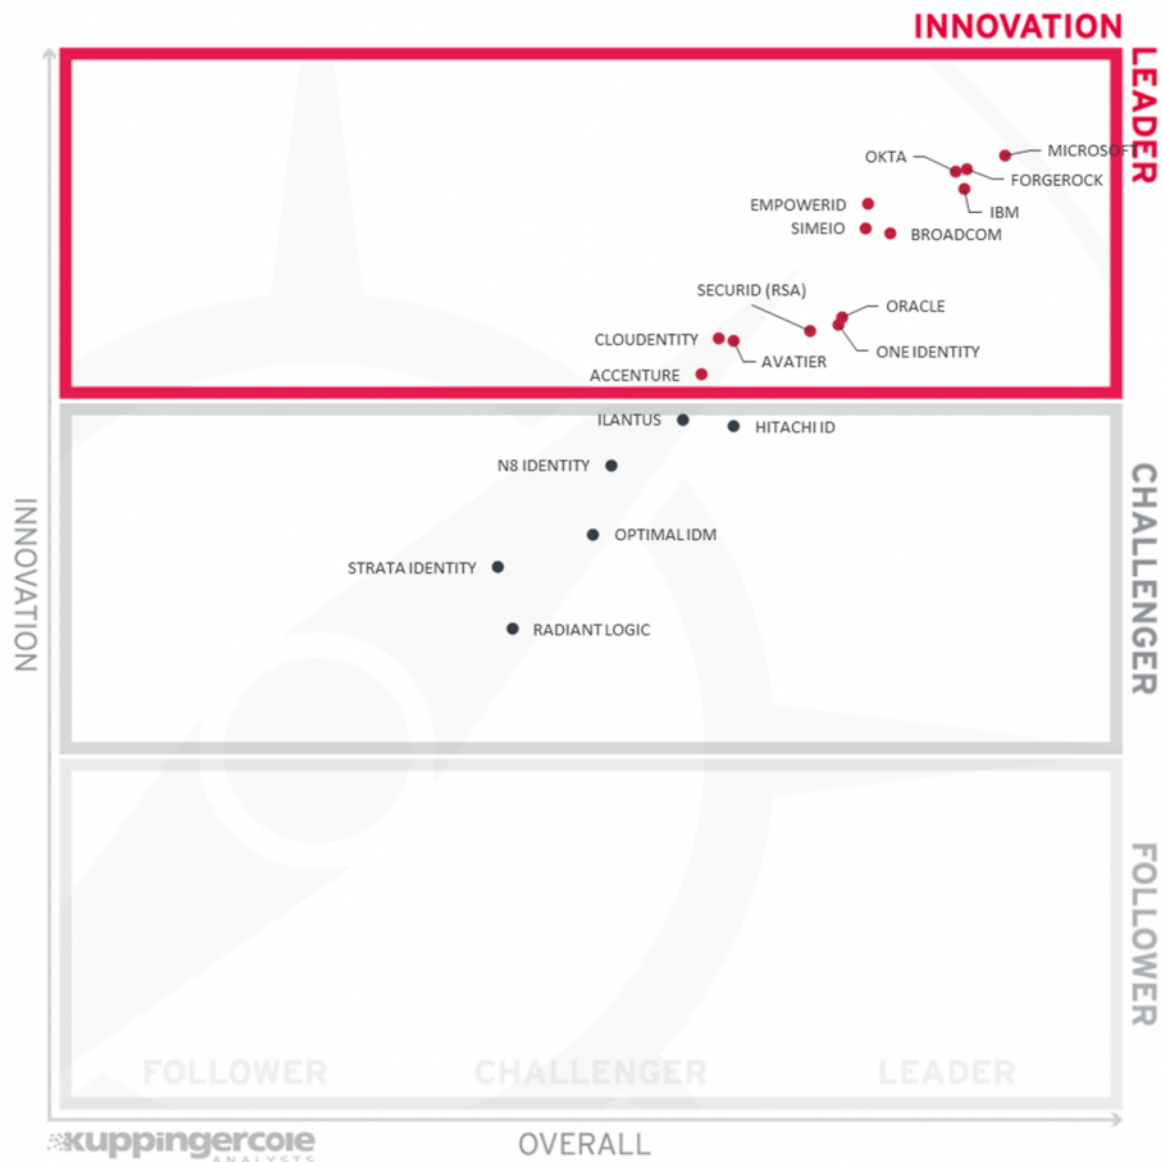 INNOVATION
LEADER
MICROSOFT
OKTA
FORGEROCK
IBM
EMPOWERID
SIMEIO
BROADCOM
SECURID (RSA)
ORACLE
CLOUDENTITY
ONE IDENTITY
AVATIER
ACCENTURE
ILANTUS
HITACHI ID
N8 IDENTITY
OPTIMAL IDM
STRATA IDENTITY
RADIANT LOGIC
INNOVATION
CHALLENGER
FOLLOWER
FOLLOWER CHALLENGER LEADER
kuppingercole
ANALYSTS
OVERALL